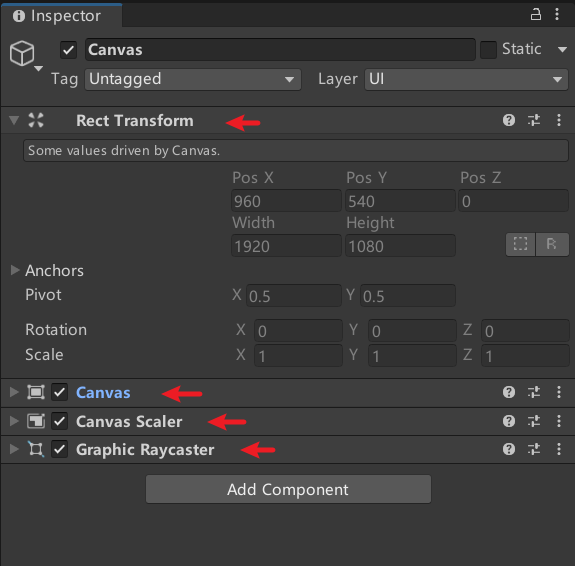 Inspector
Canvas
Static
Tag Untagged Layer UI
Rect Transform
Some values driven by Canvas.
Pos X Pos Y Pos Z
960 540 0
Width Height
1920 1080 R
Anchors
Pivot X 0.5 Y 0.5
Rotation X 0 Y 0 Z 0
Scale X 1 Y 1 Z 1
Canvas
Canvas Scaler
Graphic Raycaster
Add Component